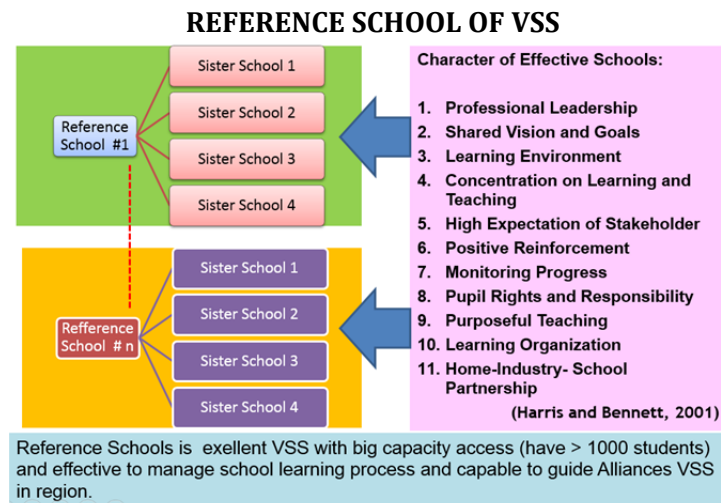 REFERENCE SCHOOL OF VSS
Reference
School #1
Sister School 1
Sister School 2
Sister School 3
Sister School 4
Refference
School # n
Sister School 1
Sister School 2
Sister School 3
Sister School 4
Character of Effective Schools:
1. Professional Leadership
2. Shared Vision and Goals
3. Learning Environment
4. Concentration on Learning and
Teaching
5. High Expectation of Stakeholder
6. Positive Reinforcement
7. Monitoring Progress
8. Pupil Rights and Responsibility
9. Purposeful Teaching
10. Learning Organization
11. Home-Industry- School
Partnership
(Harris and Bennett, 2001)
Reference Schools is exellent VSS with big capacity access (have > 1000 students)
and effective to manage school learning process and capable to guide Alliances VSS
in region.